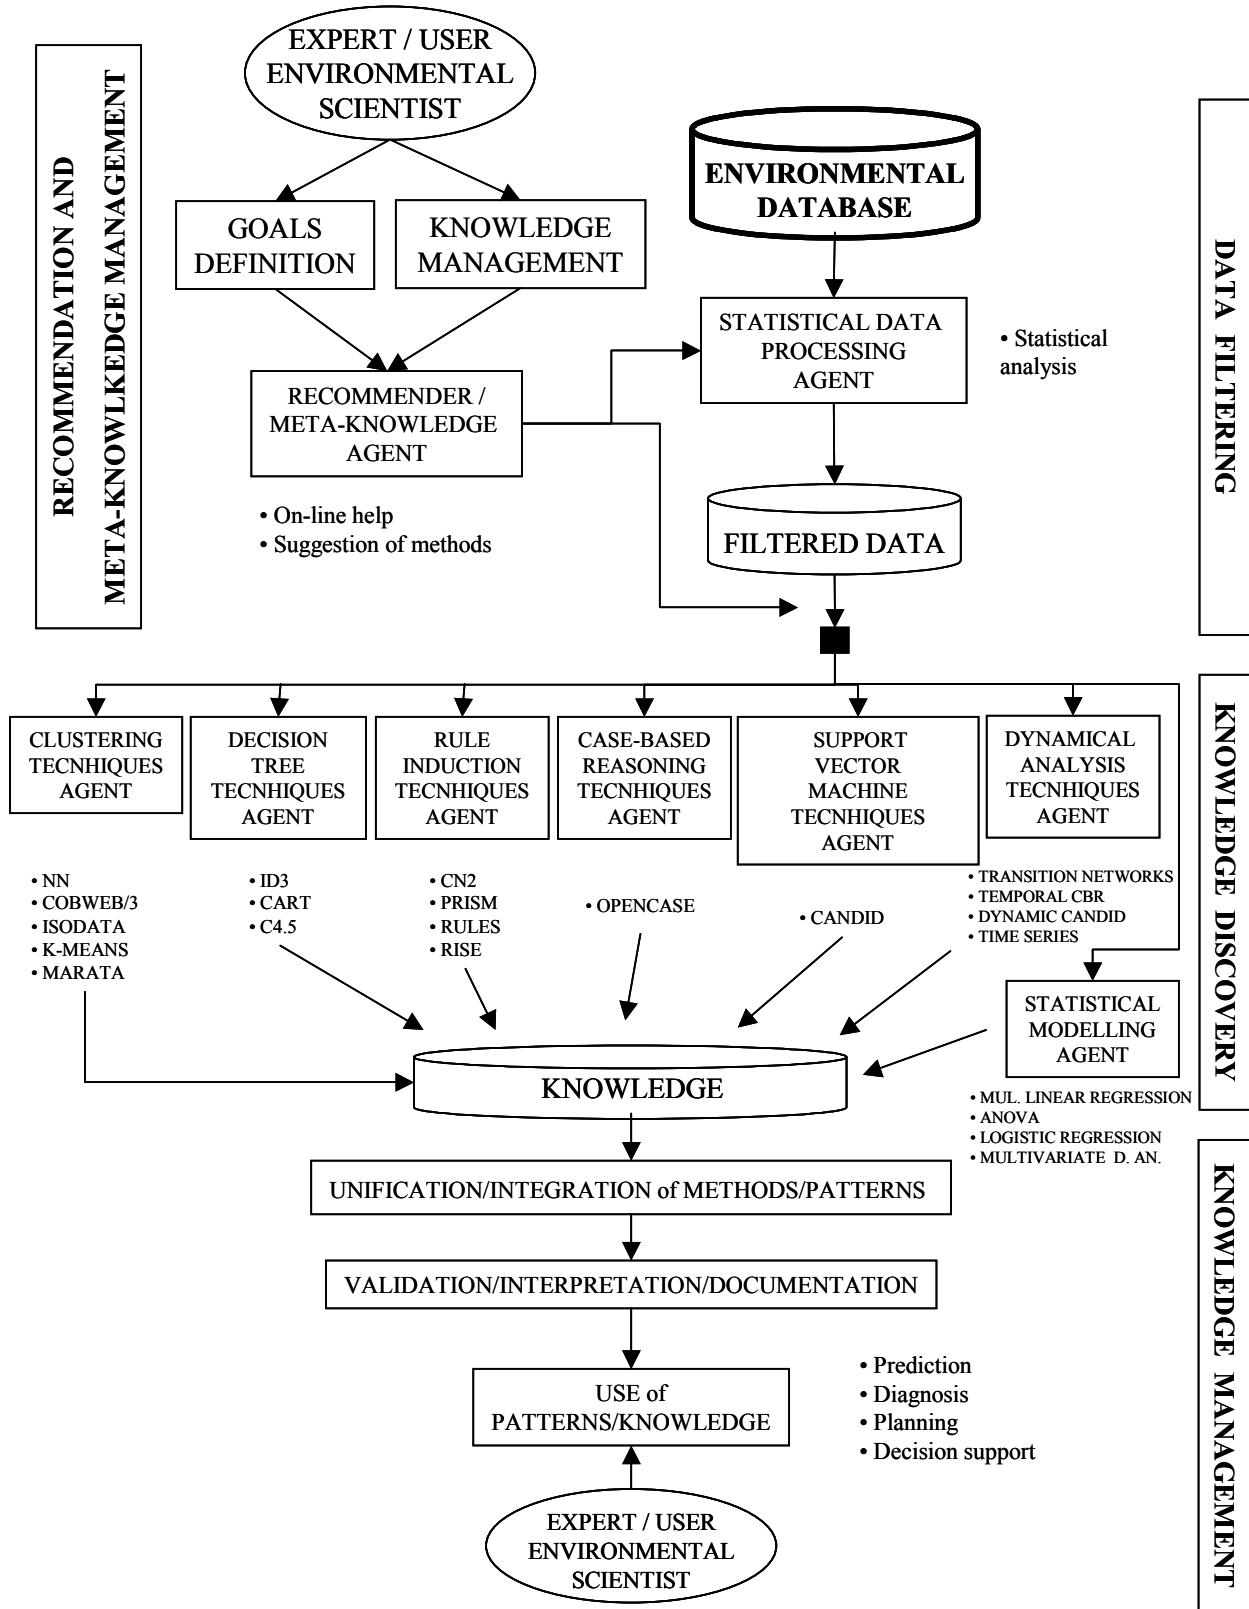 RECOMMENDATION AND
META-KNOWLKEDGE MANAGEMENT
EXPERT / USER
ENVIRONMENTAL
SCIENTIST
GOALS
DEFINITION
KNOWLEDGE
MANAGEMENT
RECOMMENDER /
META-KNOWLEDGE
AGENT
• On-line help
• Suggestion of methods
ENVIRONMENTAL
DATABASE
STATISTICAL DATA
PROCESSING
AGENT
• Statistical
analysis
FILTERED DATA
DATA FILTERING
CLUSTERING
TECNHIQUES
AGENT
DECISION
TREE
TECNHIQUES
AGENT
RULE
INDUCTION
TECNHIQUES
AGENT
CASE-BASED
REASONING
TECNHIQUES
AGENT
SUPPORT
VECTOR
MACHINE
TECNHIQUES
AGENT
DYNAMICAL
ANALYSIS
TECNHIQUES
AGENT
• NN
• COBWEB/3
• ISODATA
• K-MEANS
• MARATA
• ID3
• CART
• C4.5
• CN2
• PRISM
• RULES
• RISE
• OPENCASE
• CANDID
• TRANSITION NETWORKS
• TEMPORAL CBR
• DYNAMIC CANDID
• TIME SERIES
STATISTICAL
MODELLING
AGENT
• MUL. LINEAR REGRESSION
• ANOVA
• LOGISTIC REGRESSION
• MULTIVARIATE D. AN.
KNOWLEDGE DISCOVERY
KNOWLEDGE
UNIFICATION/INTEGRATION of METHODS/PATTERNS
VALIDATION/INTERPRETATION/DOCUMENTATION
USE of
PATTERNS/KNOWLEDGE
• Prediction
• Diagnosis
• Planning
• Decision support
EXPERT / USER
ENVIRONMENTAL
SCIENTIST
KNOWLEDGE MANAGEMENT